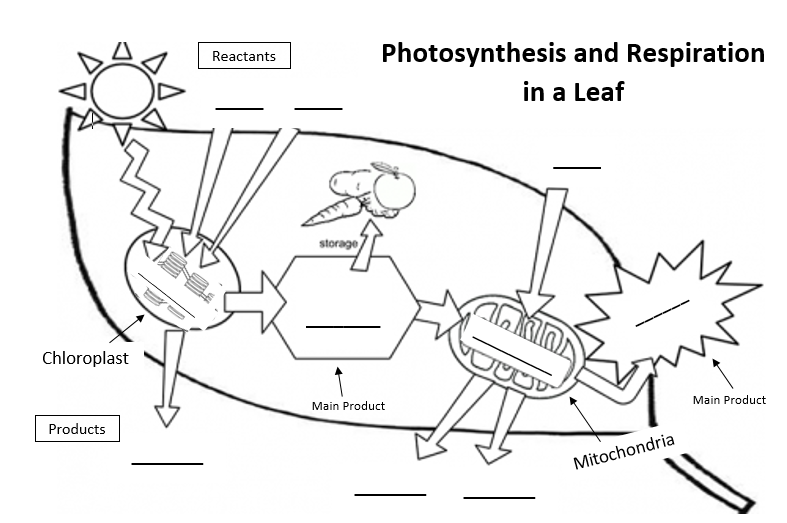 Reactants
Photosynthesis and Respiration
in a Leaf
storage
Chloroplast
Main Product
Main Product
Products
Mitochondria